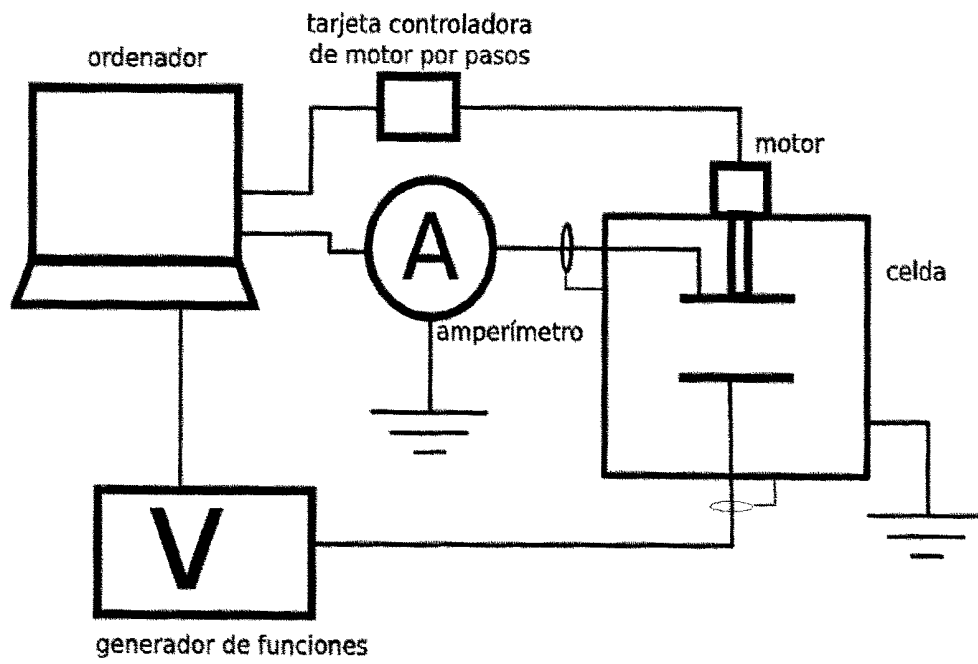 tarjeta controladora
de motor por pasos
ordenador
motor
A
celda
amperímetro
V
generador de funciones